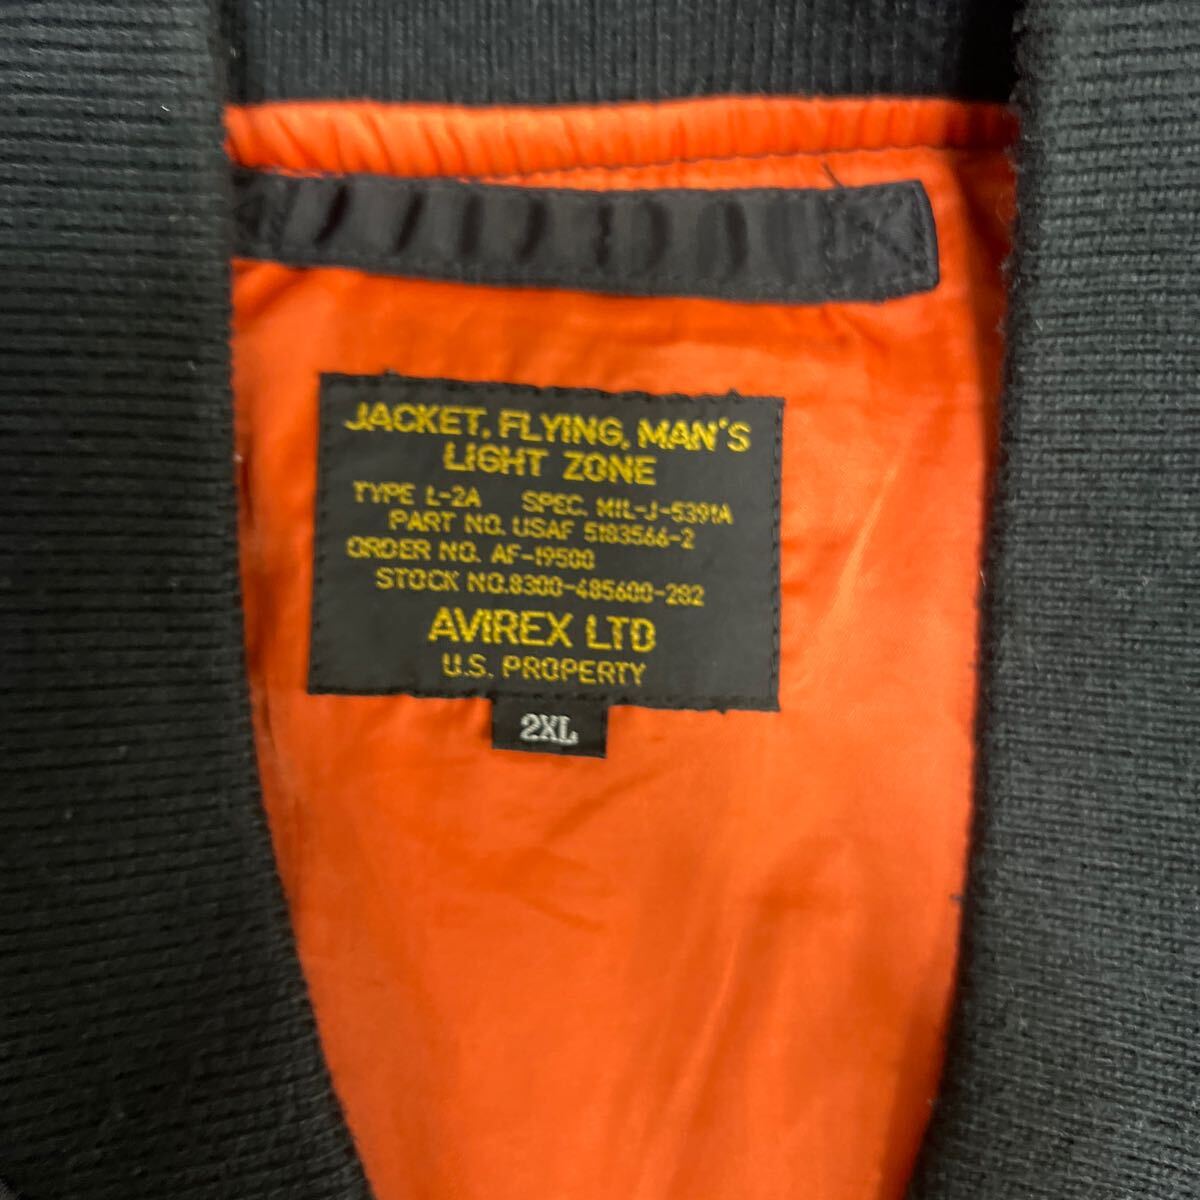 JACKET, FLYING, MAN'S
LIGHT ZONE
TYPE L-2A SPEC. MIL-J-5391A
PART NO. USAF 5183566-2
ORDER NO. AF-19500
STOCK NO.8300-485600-282
AVIREX LTD
U.S. PROPERTY
2XL